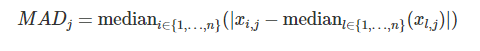 MAD_j = median_{i∈{1,…,n}}(|x_{i,j} − median_{l∈{1,…,n}}(x_{l,j})|)